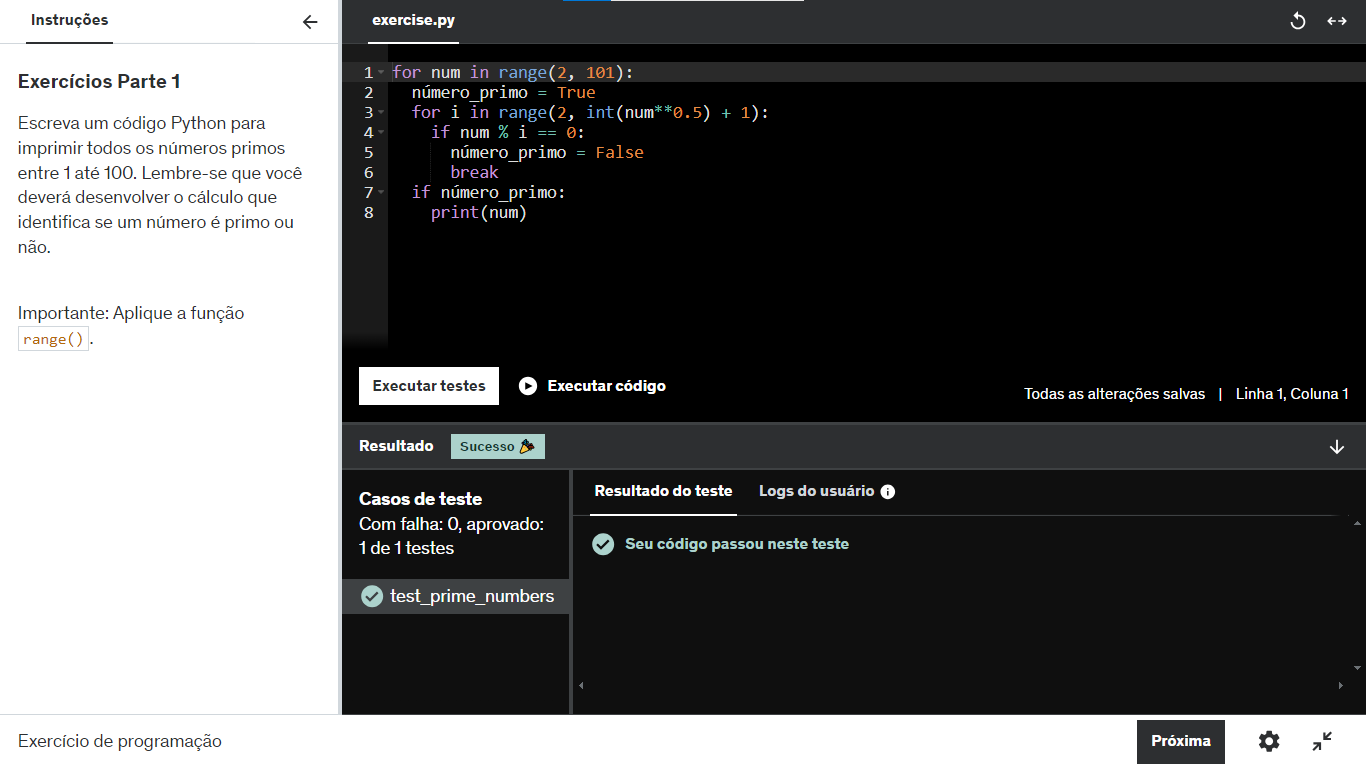 Instruções
Exercícios Parte 1
Escreva um código Python para
imprimir todos os números primos
entre 1 até 100. Lembre-se que você
deverá desenvolver o cálculo que
identifica se um número é primo ou
não.
Importante: Aplique a função
range().
exercise.py
1 for num in range(2, 101):
2   número_primo = True
3   for i in range(2, int(num**0.5) + 1):
4     if num % i == 0:
5       número_primo = False
6       break
7   if número_primo:
8     print(num)
Executar testes Executar código
Todas as alterações salvas | Linha 1, Coluna 1
Resultado Sucesso
Casos de teste
Com falha: 0, aprovado:
1 de 1 testes
test_prime_numbers
Resultado do teste Logs do usuário
Seu código passou neste teste
Exercício de programação
Próxima